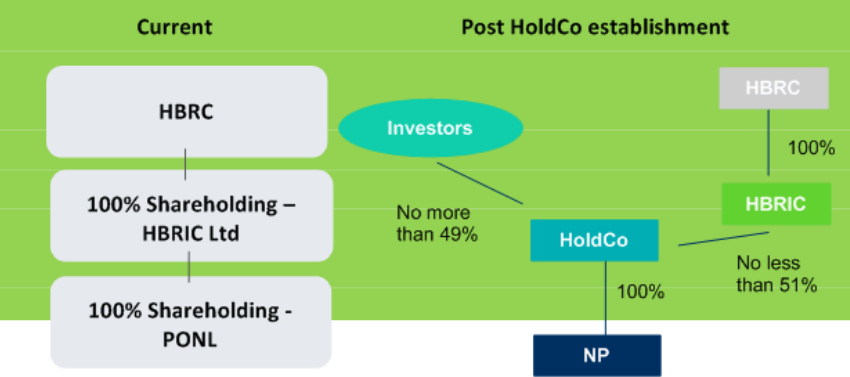 Current
Post HoldCo establishment
HBRC
100% Shareholding –
HBRIC Ltd
100% Shareholding -
PONL
Investors
HBRC
100%
HBRIC
No more
than 49%
HoldCo
No less
than 51%
100%
NP